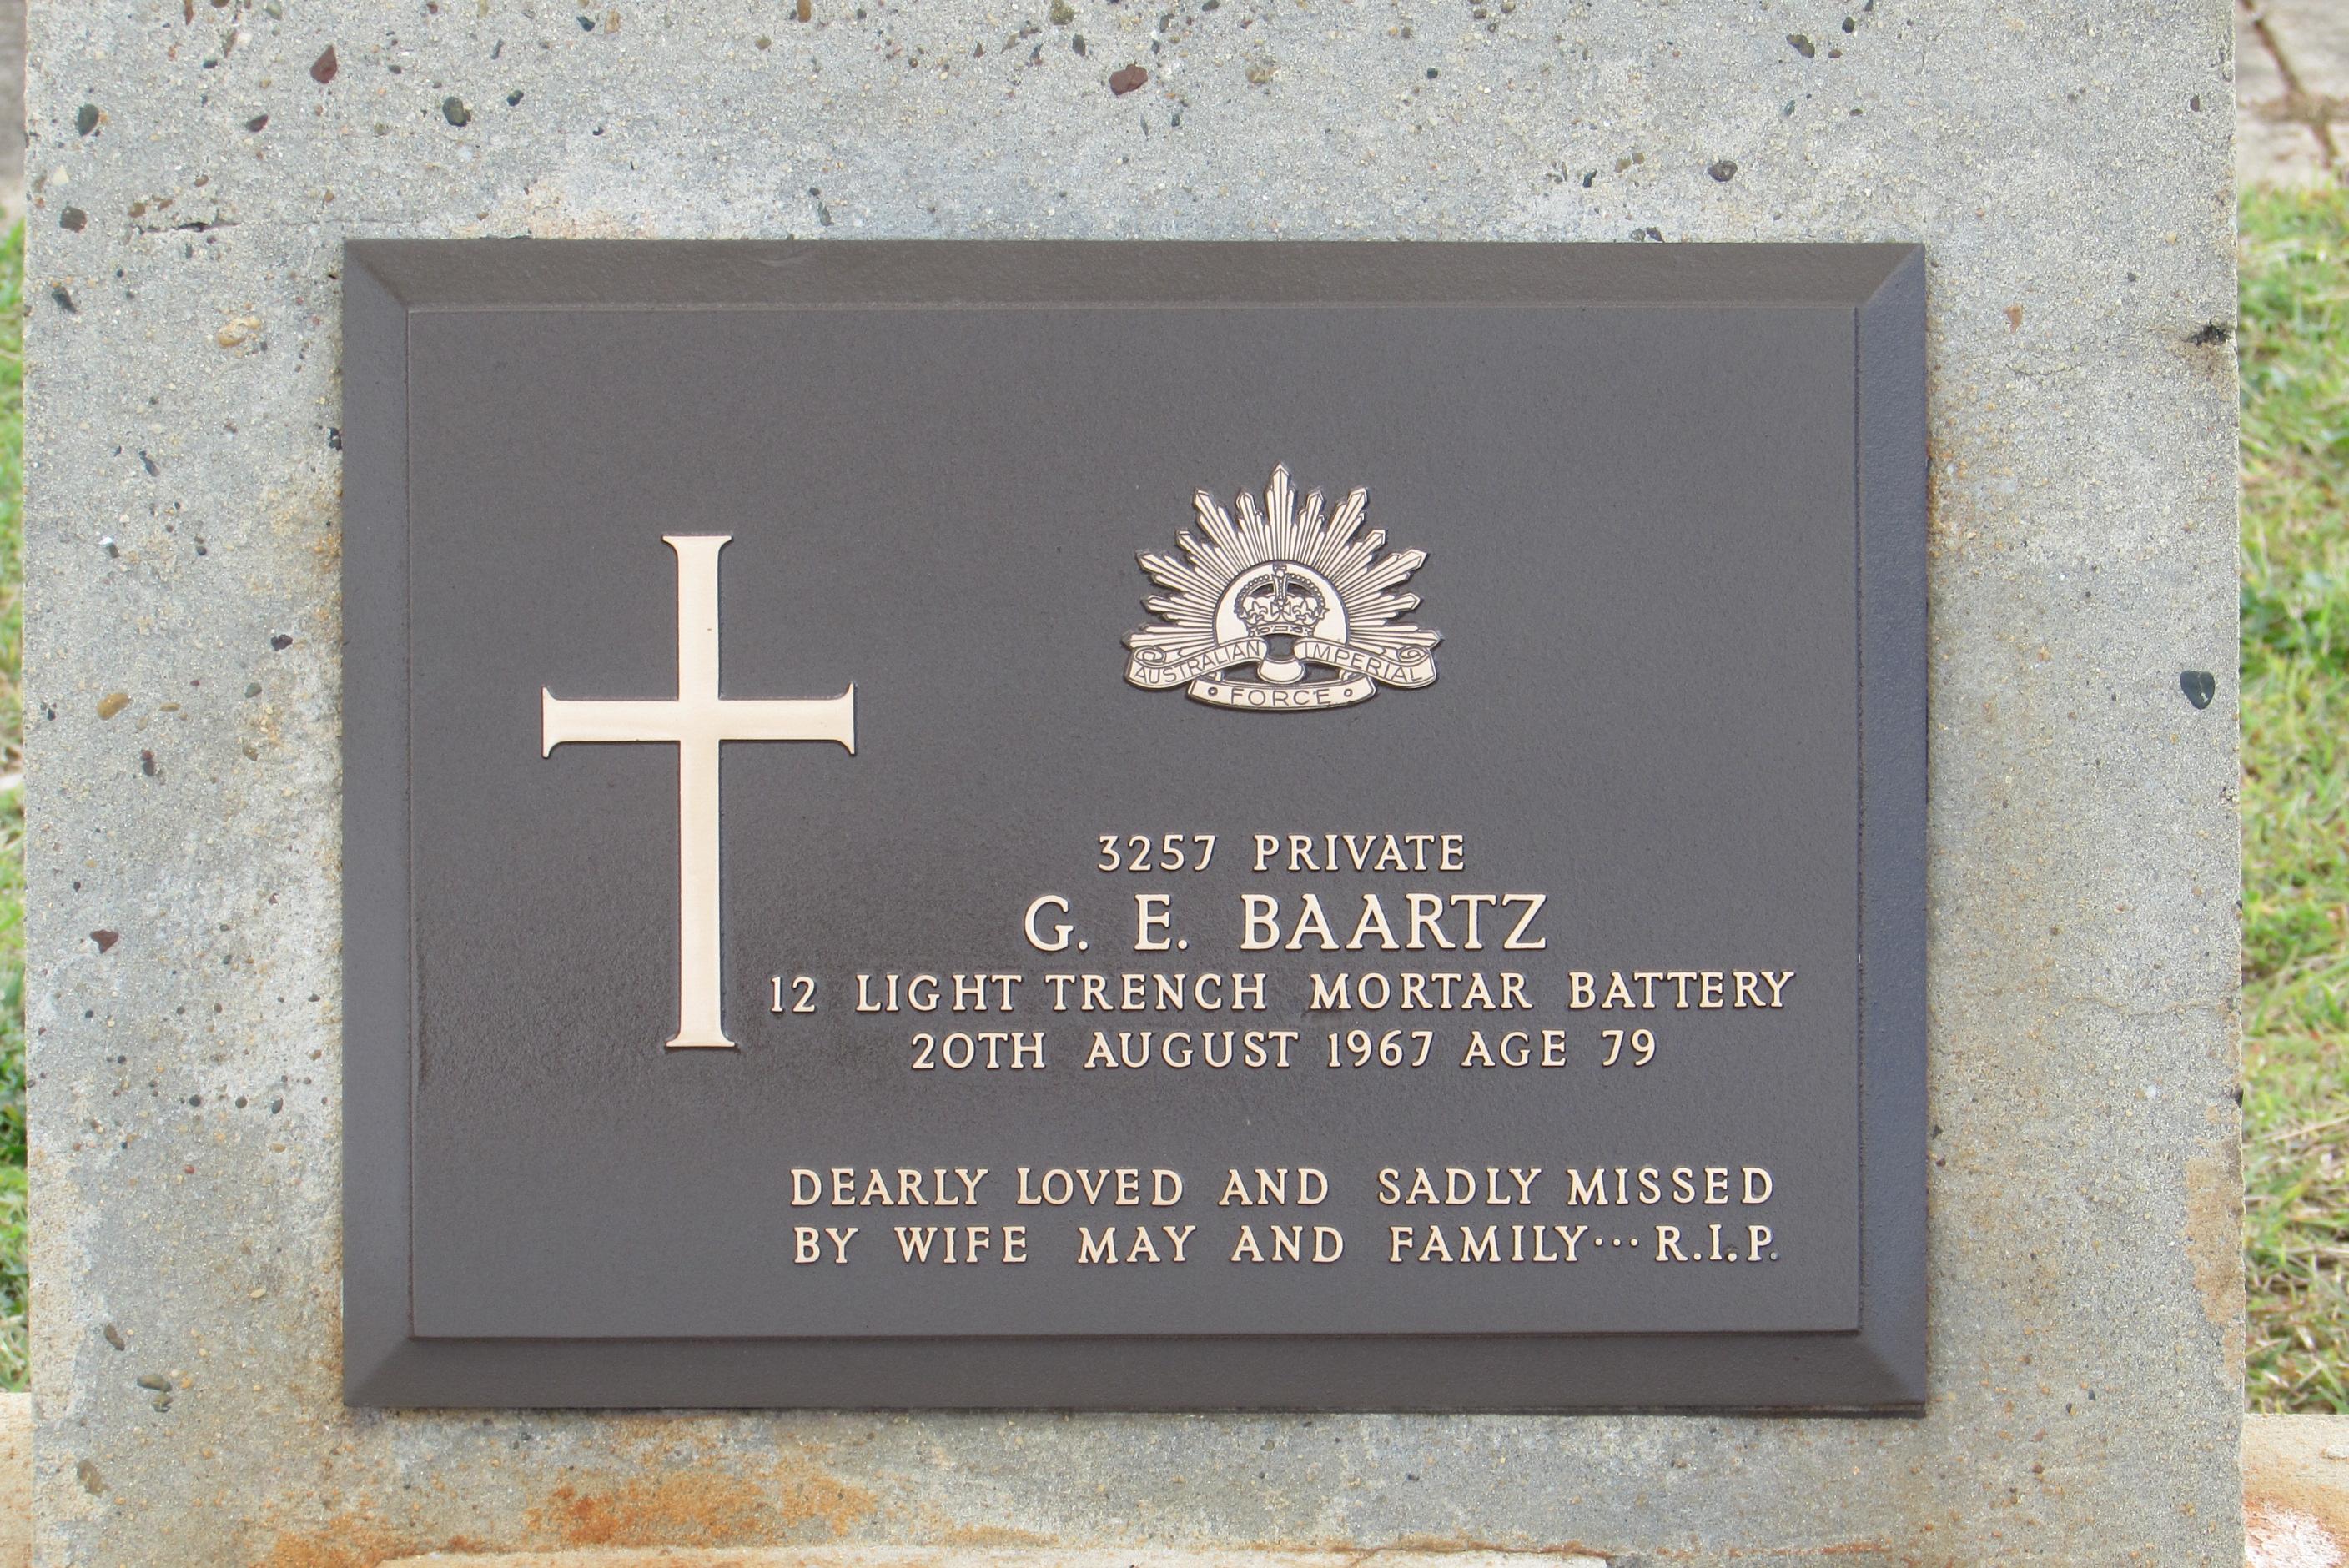 AUSTRALIAN IMPERIAL
FORCE
3257 PRIVATE
G. E. BAARTZ
12 LIGHT TRENCH MORTAR BATTERY
20TH AUGUST 1967 AGE 79
DEARLY LOVED AND SADLY MISSED
BY WIFE MAY AND FAMILY··· R.I.P.